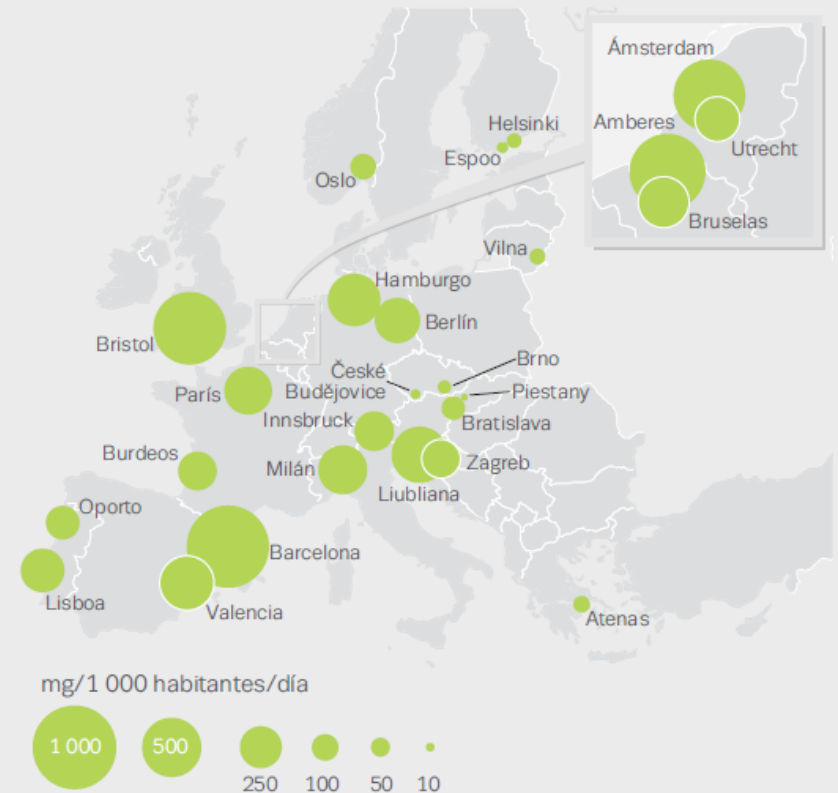 Ámsterdam
Amberes
Utrecht
Bruselas
Helsinki
Espoo
Oslo
Vilna
Hamburgo
Berlín
Bristol
París
České
Budějovice
Brno
Piestany
Innsbruck
Bratislava
Burdeos
Milán
Zagreb
Liubliana
Oporto
Barcelona
Lisboa
Valencia
Atenas
mg/1 000 habitantes/día
1 000
500
250
100
50
10